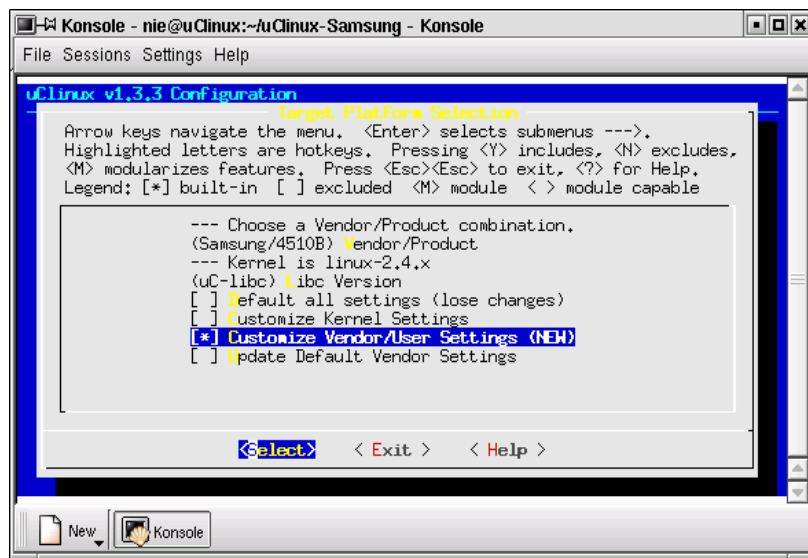 Konsole - nie@uClinux:~/uClinux-Samsung - Konsole
File Sessions Settings Help
uClinux v1.3.3 Configuration
Target Platform Selection
Arrow keys navigate the menu. <Enter> selects submenus --->.
Highlighted letters are hotkeys. Pressing <Y> includes, <N> excludes,
<M> modularizes features. Press <Esc><Esc> to exit, <?> for Help.
Legend: [*] built-in [ ] excluded <M> module < > module capable
--- Choose a Vendor/Product combination.
(Samsung/4510B) Vendor/Product
--- Kernel is linux-2.4.x
(uC-libc) Libc Version
[ ] Default all settings (lose changes)
[ ] Customize Kernel Settings
[*] Customize Vendor/User Settings (NEW)
[ ] Update Default Vendor Settings
<Select> < Exit > < Help >
New Konsole